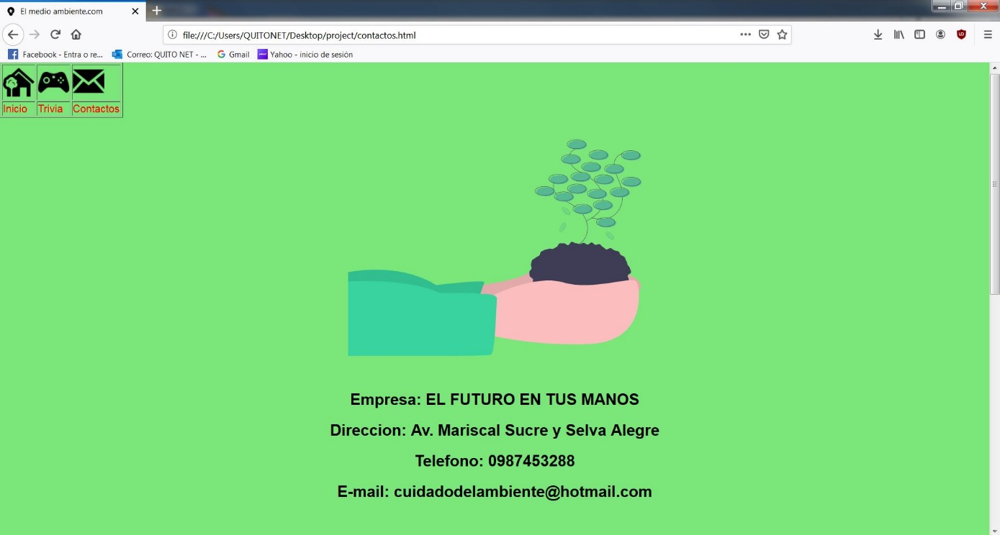 El medio ambiente.com
file:///C:/Users/QUITONET/Desktop/project/contactos.html
Facebook - Entra o re... Correo: QUITO NET - ... Gmail Yahoo - inicio de sesión
Inicio Trivia Contactos
Empresa: EL FUTURO EN TUS MANOS
Direccion: Av. Mariscal Sucre y Selva Alegre
Telefono: 0987453288
E-mail: cuidadodelambiente@hotmail.com